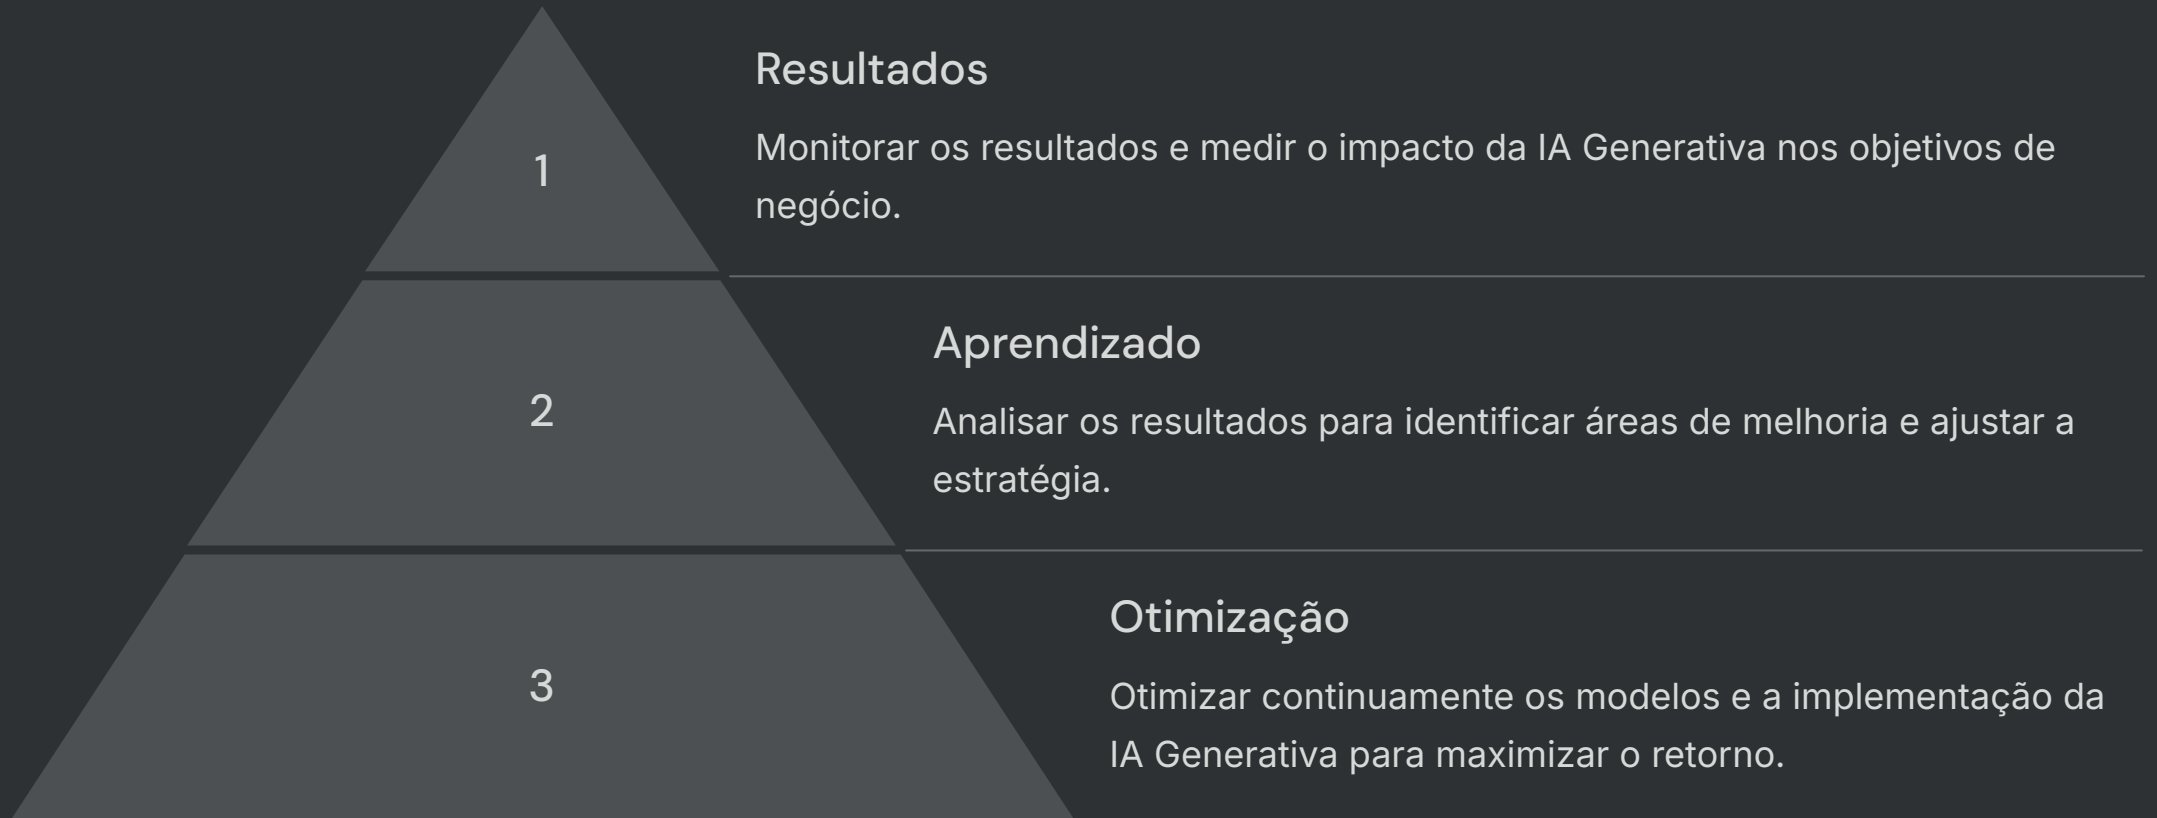 1
Resultados
Monitorar os resultados e medir o impacto da IA Generativa nos objetivos de
negócio.
2
Aprendizado
Analisar os resultados para identificar áreas de melhoria e ajustar a
estratégia.
3
Otimização
Otimizar continuamente os modelos e a implementação da
IA Generativa para maximizar o retorno.